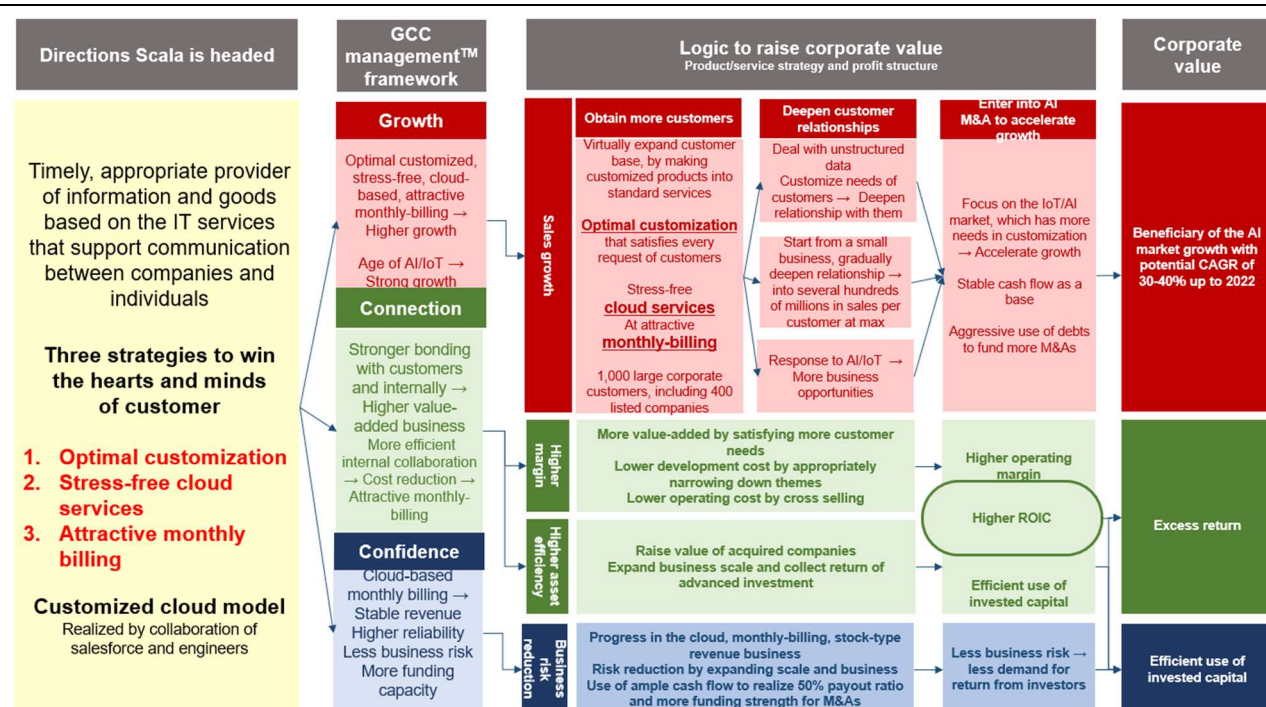 Directions Scala is headed
GCC
management™
framework
Logic to raise corporate value
Product/service strategy and profit structure
Corporate
value
Timely, appropriate provider
of information and goods
based on the IT services
that support communication
between companies and
individuals
Three strategies to win
the hearts and minds
of customer
1. Optimal customization
2. Stress-free cloud
services
3. Attractive monthly
billing
Customized cloud model
Realized by collaboration of
salesforce and engineers
Growth
Optimal customized,
stress-free, cloud-
based, attractive
monthly-billing →
Higher growth
Age of AI/IoT →
Strong growth
Connection
Stronger bonding
with customers
and internally →
Higher value-
added business
More efficient
internal collaboration
→ Cost reduction →
Attractive monthly-
billing
Confidence
Cloud-based
monthly billing →
Stable revenue
Higher reliability
Less business risk
More funding
capacity
Sales growth
Obtain more customers
Virtually expand customer
base, by making
customized products into
standard services
Optimal customization
that satisfies every
request of customers
Stress-free
cloud services
At attractive
monthly-billing
1,000 large corporate
customers, including 400
listed companies
Deepen customer
relationships
Deal with unstructured
data
Customize needs of
customers → Deepen
relationship with them
Start from a small
business, gradually
deepen relationship →
into several hundreds
of millions in sales per
customer at max
Response to AI/IoT →
More business
opportunities
Enter into AI
M&A to accelerate
growth
Focus on the IoT/AI
market, which has more
needs in customization
→ Accelerate growth
Stable cash flow as a
base
Aggressive use of debts
to fund more M&As
Beneficiary of the AI
market growth with
potential CAGR of
30-40% up to 2022
Higher
margin
More value-added by satisfying more customer
needs
Lower development cost by appropriately
narrowing down themes
Lower operating cost by cross selling
Higher operating
margin
Higher ROIC
Excess return
Higher asset
efficiency
Raise value of acquired companies
Expand business scale and collect return of
advanced investment
Efficient use of
invested capital
Business
risk
reduction
Progress in the cloud, monthly-billing, stock-type
revenue business
Risk reduction by expanding scale and business
Use of ample cash flow to realize 50% payout ratio
and more funding strength for M&As
Less business risk →
less demand for
return from investors
Efficient use of
invested capital